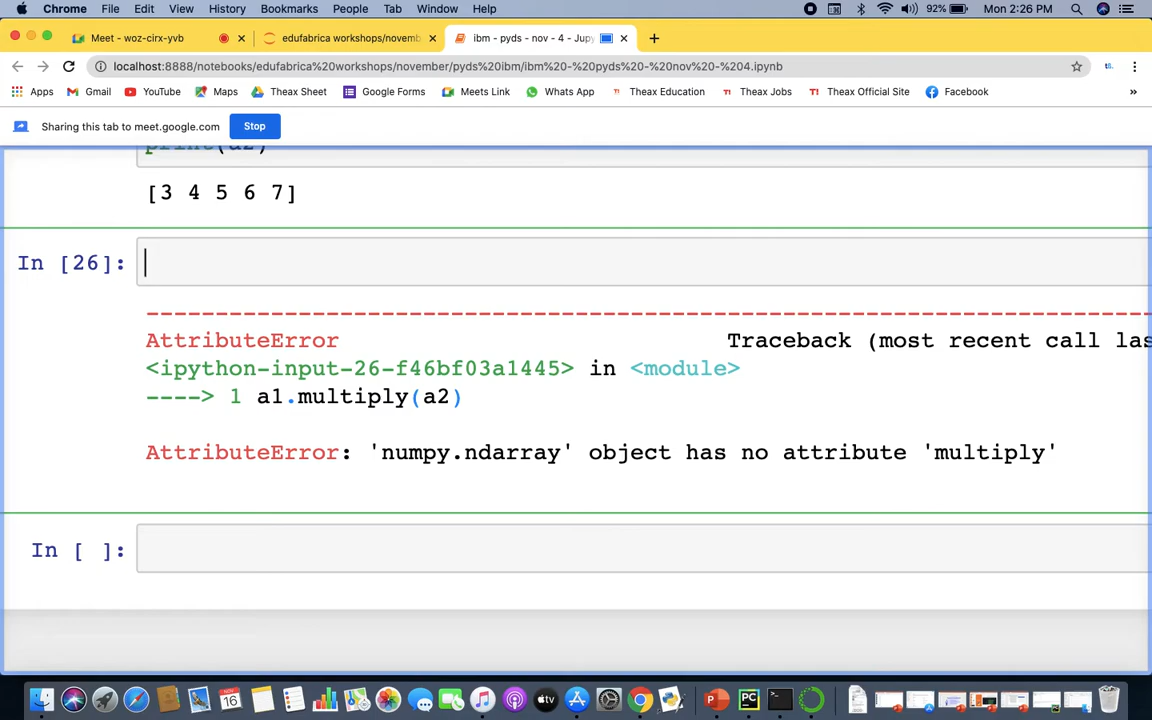 Chrome File Edit View History Bookmarks People Tab Window Help 92% Mon 2:26 PM
Meet - woz-cirx-yvb edufabrica workshops/novemb ibm - pyds - nov - 4 - Jupy
localhost:8888/notebooks/edufabrica%20workshops/november/pyds%20ibm/ibm%20-%20pyds%20-%20nov%20-%204.ipynb
Apps Gmail YouTube Maps Theax Sheet Google Forms Meets Link Whats App Theax Education Theax Jobs Theax Official Site Facebook »
Sharing this tab to meet.google.com Stop
print(a2)
[3 4 5 6 7]
In [26]:
---------------------------------------------------------------------------
AttributeError Traceback (most recent call las
<ipython-input-26-f46bf03a1445> in <module>
----> 1 a1.multiply(a2)
AttributeError: 'numpy.ndarray' object has no attribute 'multiply'
In [ ]: